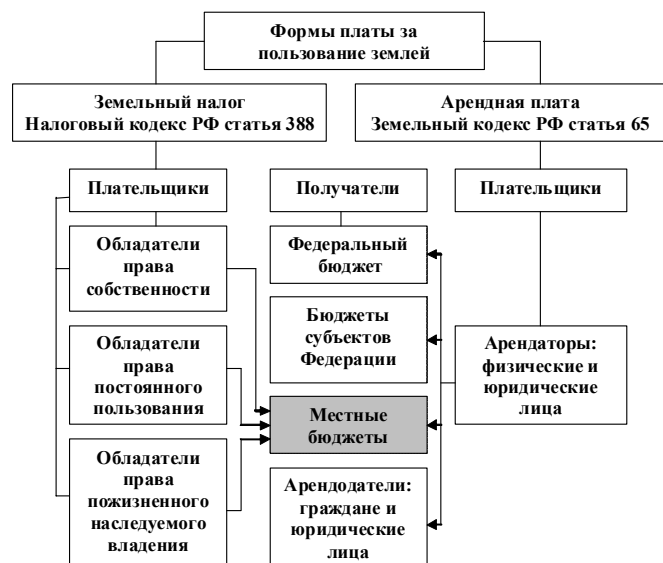 Формы платы за
пользование землей
Земельный налог
Налоговый кодекс РФ статья 388
Арендная плата
Земельный кодекс РФ статья 65
Плательщики
Получатели
Плательщики
Обладатели
права
собственности
Федеральный
бюджет
Бюджеты
субъектов
Федерации
Обладатели
права
постоянного
пользования
Арендаторы:
физические и
юридические
лица
Местные
бюджеты
Обладатели
права
пожизненного
наследуемого
владения
Арендодатели:
граждане и
юридические
лица